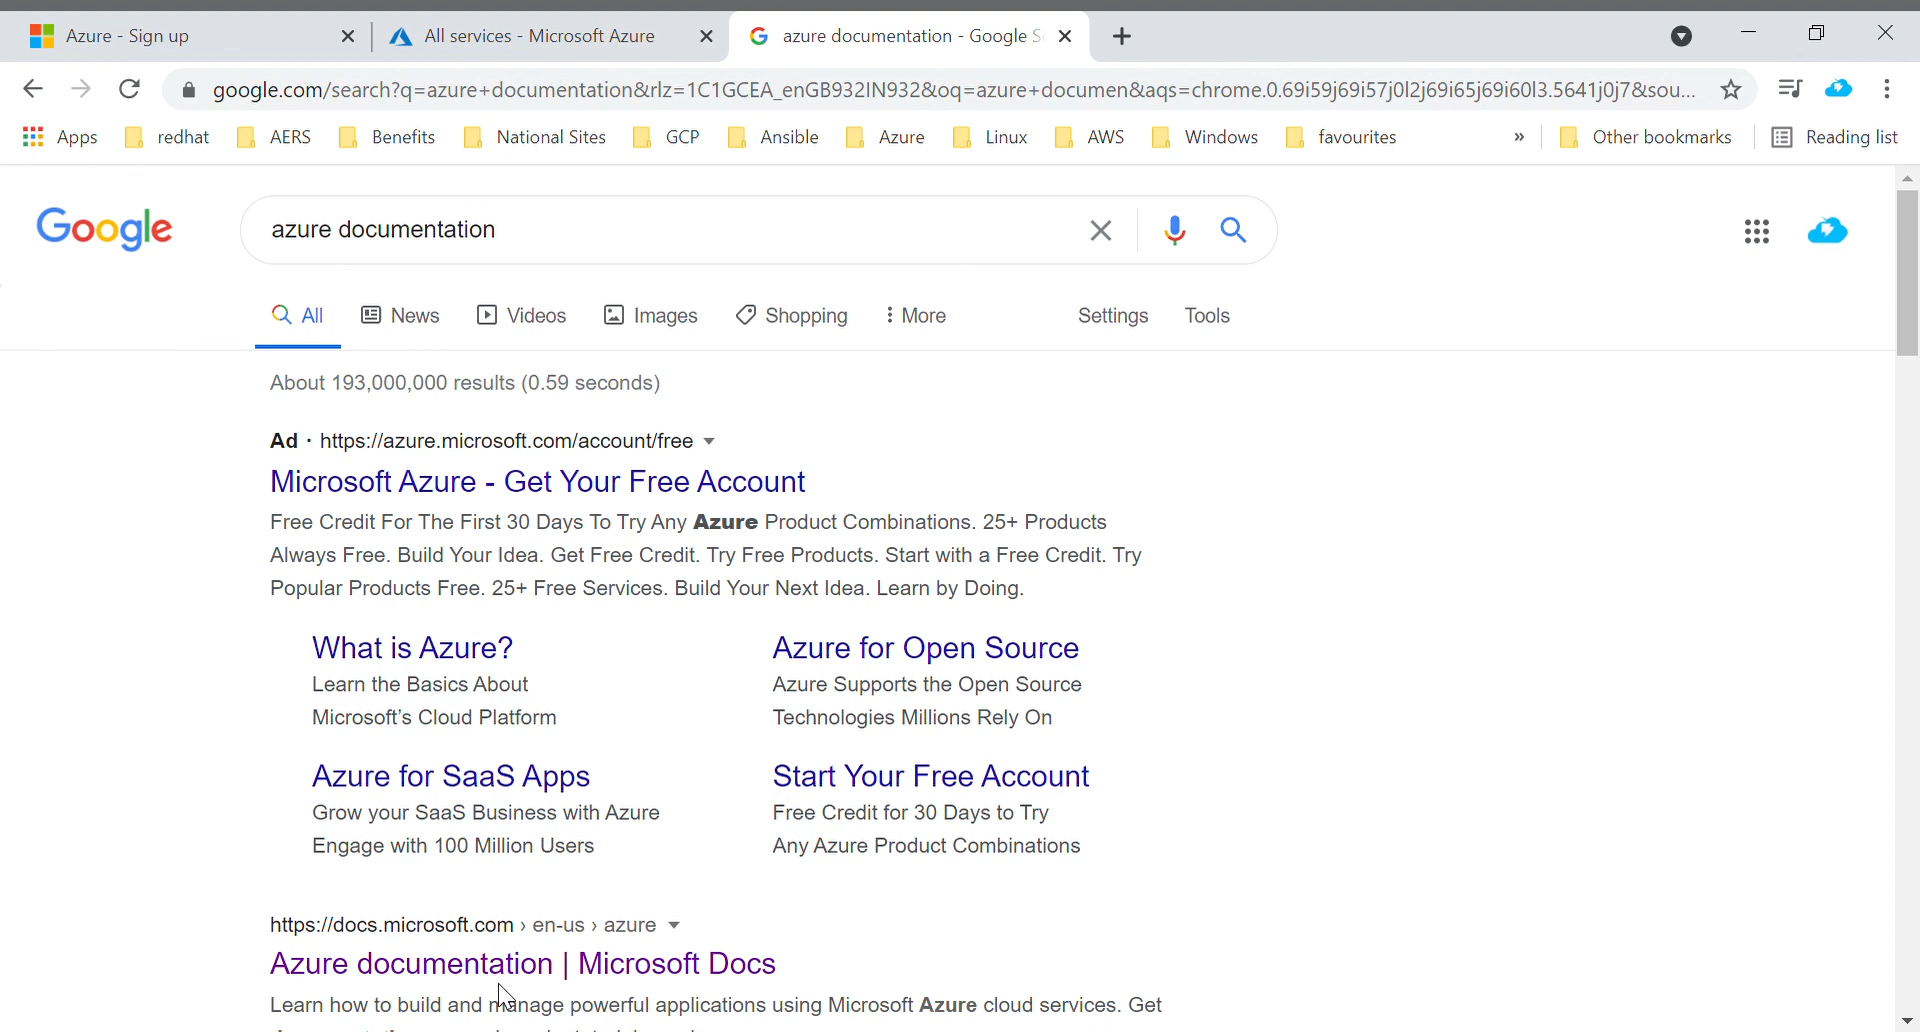 Azure - Sign up
All services - Microsoft Azure
azure documentation - Google S
google.com/search?q=azure+documentation&rlz=1C1GCEA_enGB932IN932&oq=azure+documen&aqs=chrome.0.69i59j69i57j0l2j69i65j69i60l3.5641j0j7&sou...
Apps
redhat
AERS
Benefits
National Sites
GCP
Ansible
Azure
Linux
AWS
Windows
favourites
»
Other bookmarks
Reading list
Google
azure documentation
All
News
Videos
Images
Shopping
More
Settings
Tools
About 193,000,000 results (0.59 seconds)
Ad · https://azure.microsoft.com/account/free
Microsoft Azure - Get Your Free Account
Free Credit For The First 30 Days To Try Any Azure Product Combinations. 25+ Products
Always Free. Build Your Idea. Get Free Credit. Try Free Products. Start with a Free Credit. Try
Popular Products Free. 25+ Free Services. Build Your Next Idea. Learn by Doing.
What is Azure?
Learn the Basics About
Microsoft's Cloud Platform
Azure for Open Source
Azure Supports the Open Source
Technologies Millions Rely On
Azure for SaaS Apps
Grow your SaaS Business with Azure
Engage with 100 Million Users
Start Your Free Account
Free Credit for 30 Days to Try
Any Azure Product Combinations
https://docs.microsoft.com › en-us › azure
Azure documentation | Microsoft Docs
Learn how to build and manage powerful applications using Microsoft Azure cloud services. Get